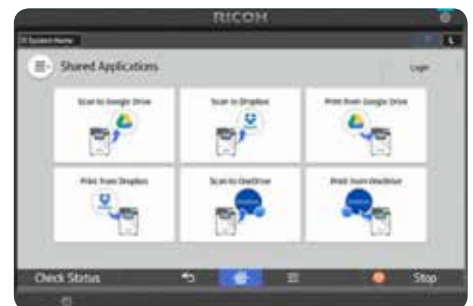 RICOH
Shared Applications
Login
Scan to Google Drive
Scan to Dropbox
Print from Google Drive
Print from Dropbox
Scan to OneDrive
Print from OneDrive
Check Status
Stop